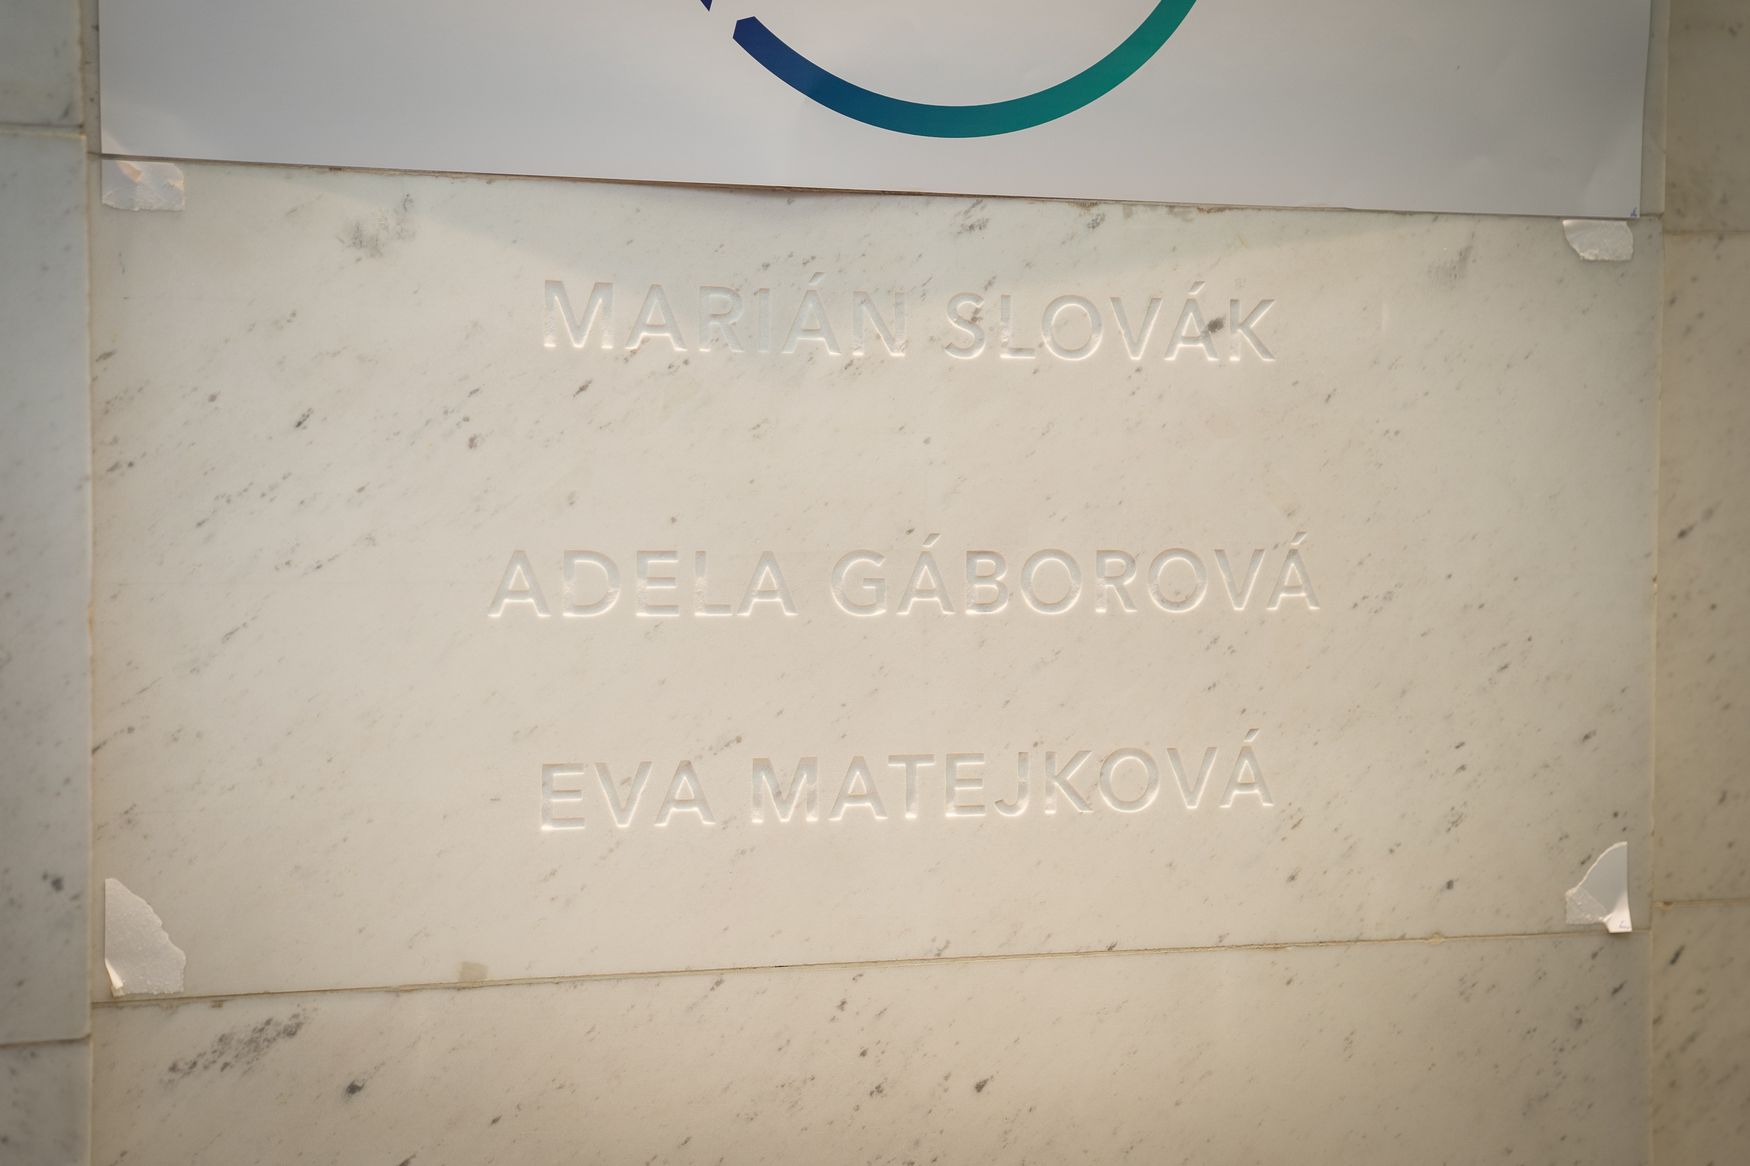 MARIÁN SLOVÁK
ADELA GÁBOROVÁ
EVA MATEJKOVÁ